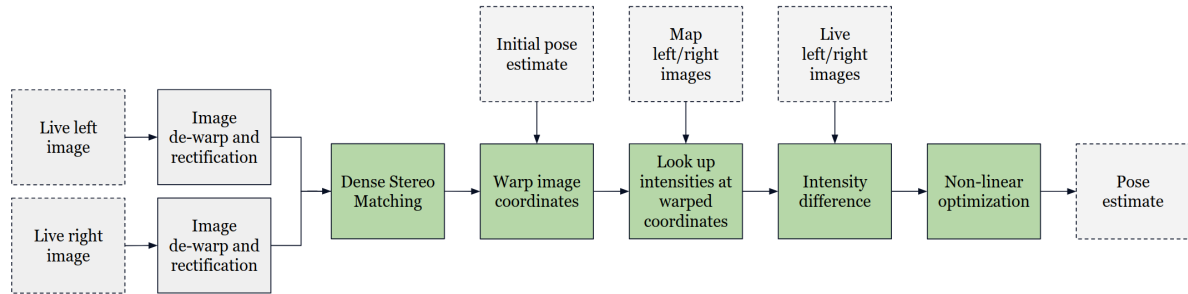 Initial pose
estimate
Map
left/right
images
Live
left/right
images
Live left
image
Image
de-warp and
rectification
Dense Stereo
Matching
Warp image
coordinates
Look up
intensities at
warped
coordinates
Intensity
difference
Non-linear
optimization
Pose
estimate
Live right
image
Image
de-warp and
rectification